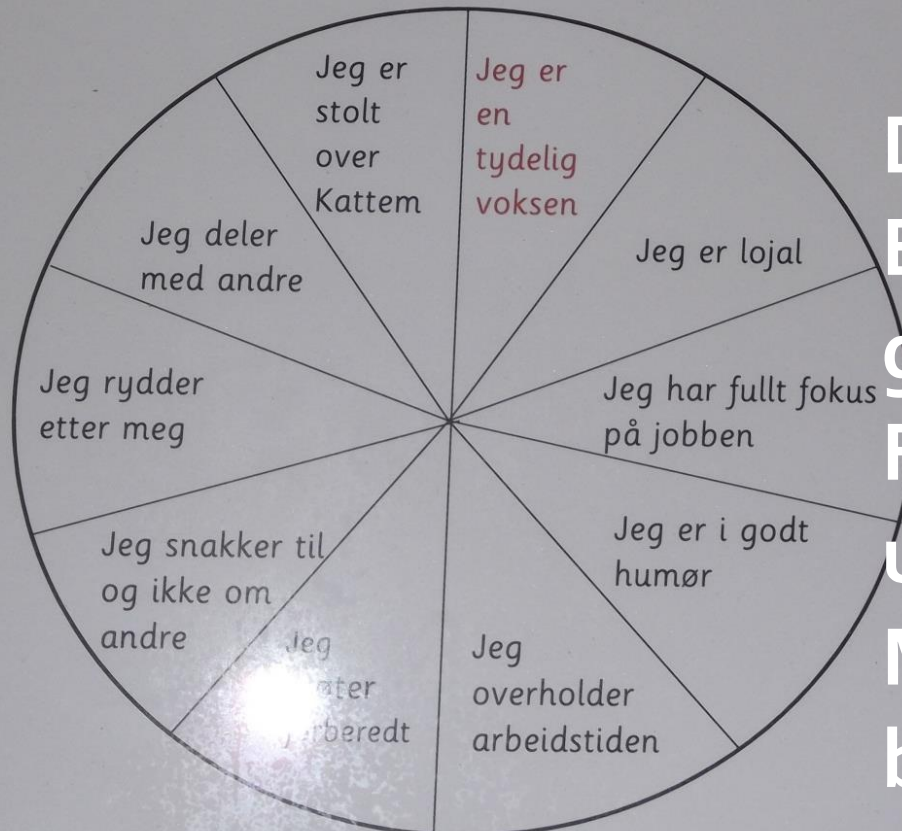 Jeg er
stolt
over
Kattem
Jeg er
en
tydelig
voksen
Jeg er lojal
Jeg har fullt fokus
på jobben
Jeg er i godt
humør
Jeg
overholder
arbeidstiden
Jeg
Jeg snakker til
og ikke om
andre
Jeg rydder
etter meg
Jeg deler
med andre